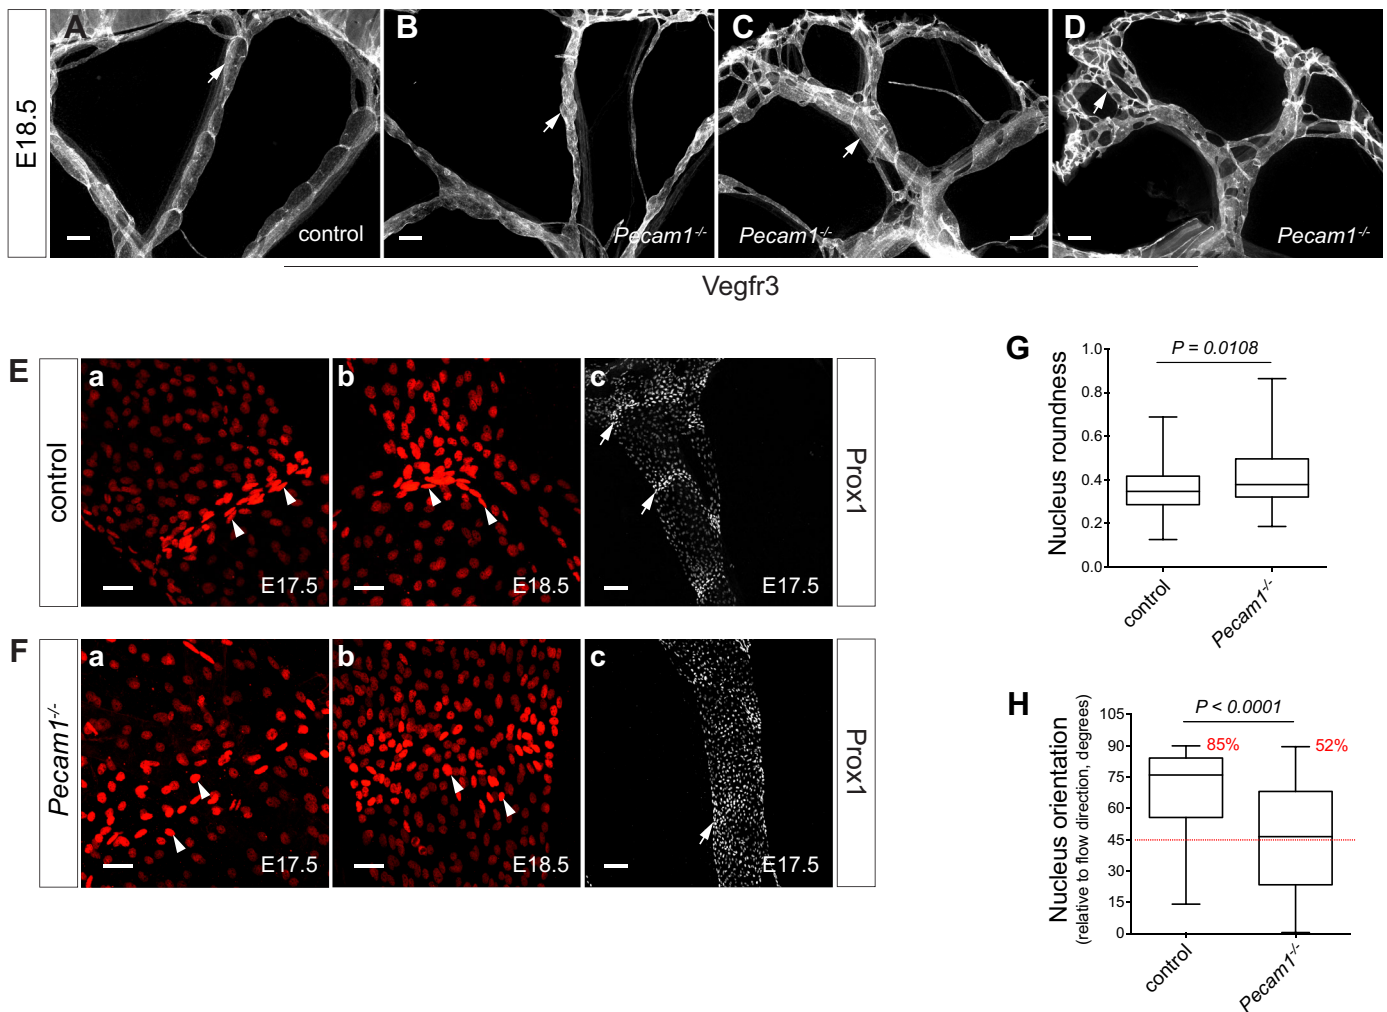 A
B
C
D
E18.5
control
Pecam1-/-
Pecam1-/-
Pecam1-/-
Vegfr3
E
control
a
E17.5
b
E18.5
c
E17.5
Prox1
F
Pecam1-/-
a
E17.5
b
E18.5
c
E17.5
Prox1
G
P = 0.0108
Nucleus roundness
1.0
0.8
0.6
0.4
0.2
0.0
control
Pecam1-/-
H
P < 0.0001
Nucleus orientation
(relative to flow direction, degrees)
105
90
75
60
45
30
15
0
85%
52%
control
Pecam1-/-